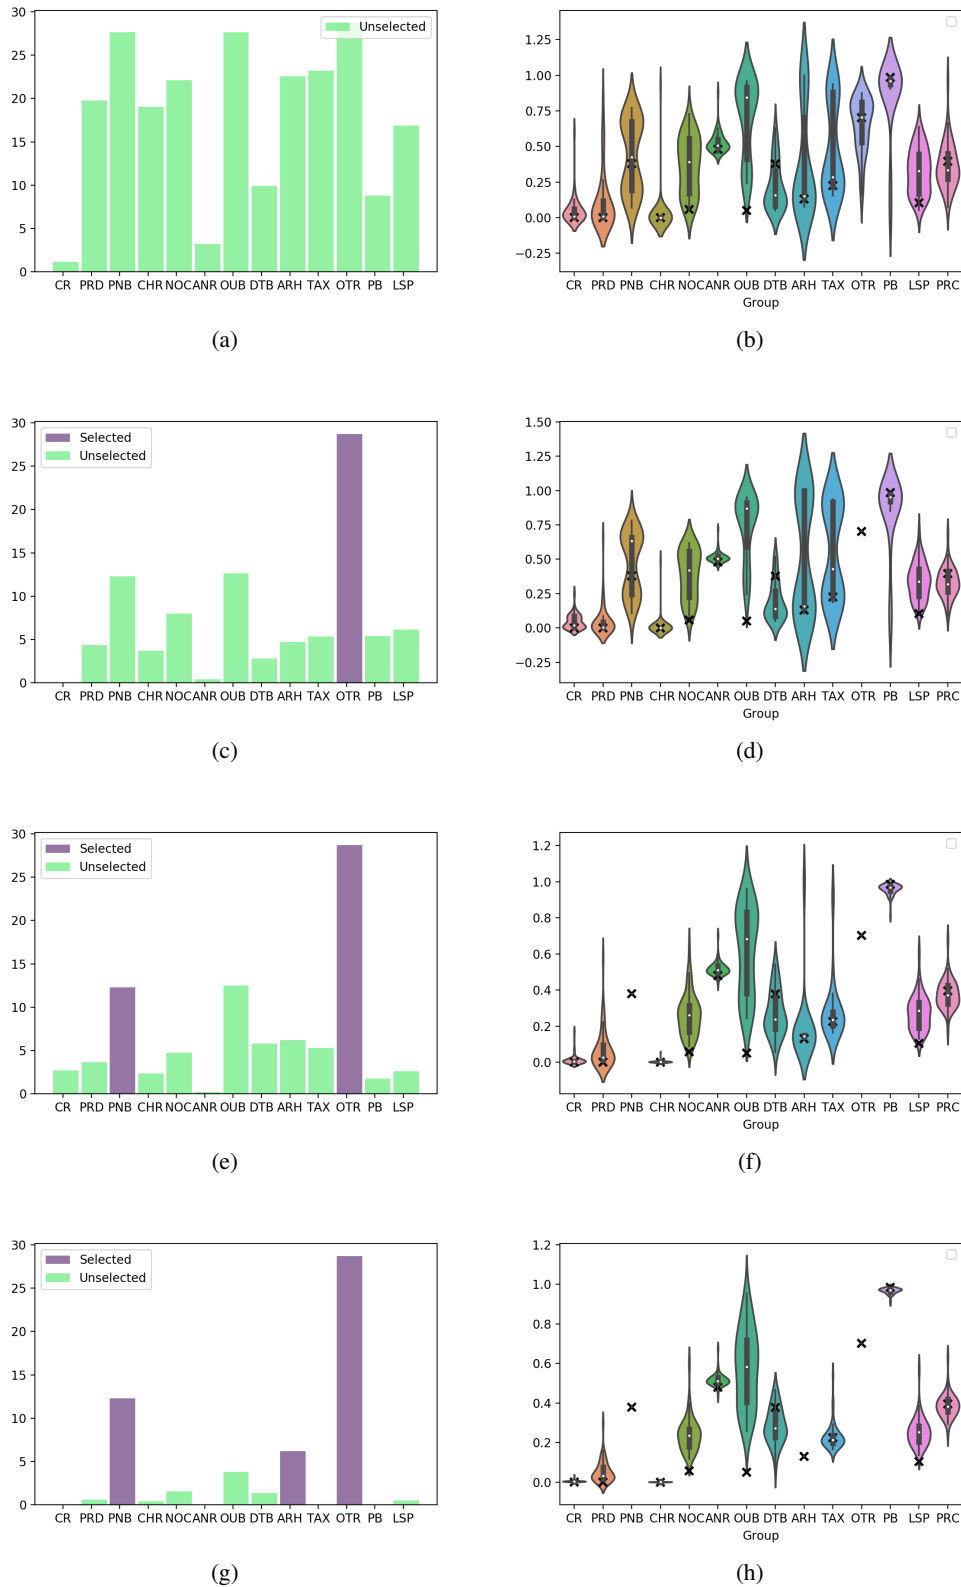 30
25
20
15
10
5
0
Unselected
CR PRD PNB CHR NOC ANR OUB DTB ARH TAX OTR PB LSP
(a)
1.25
1.00
0.75
0.50
0.25
0.00
−0.25
CR PRD PNB CHR NOC ANR OUB DTB ARH TAX OTR PB LSP PRC
Group
(b)
30
25
20
15
10
5
0
Selected
Unselected
CR PRD PNB CHR NOC ANR OUB DTB ARH TAX OTR PB LSP
(c)
1.50
1.25
1.00
0.75
0.50
0.25
0.00
−0.25
CR PRD PNB CHR NOC ANR OUB DTB ARH TAX OTR PB LSP PRC
Group
(d)
30
25
20
15
10
5
0
Selected
Unselected
CR PRD PNB CHR NOC ANR OUB DTB ARH TAX OTR PB LSP
(e)
1.2
1.0
0.8
0.6
0.4
0.2
0.0
CR PRD PNB CHR NOC ANR OUB DTB ARH TAX OTR PB LSP PRC
Group
(f)
30
25
20
15
10
5
0
Selected
Unselected
CR PRD PNB CHR NOC ANR OUB DTB ARH TAX OTR PB LSP
(g)
1.2
1.0
0.8
0.6
0.4
0.2
0.0
CR PRD PNB CHR NOC ANR OUB DTB ARH TAX OTR PB LSP PRC
Group
(h)